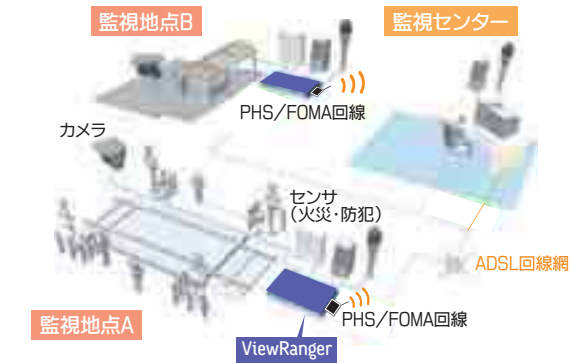 監視地点B
監視センター
PHS／FOMA回線
カメラ
センサ
（火災・防犯）
ADSL回線網
監視地点A
PHS／FOMA回線
ViewRanger